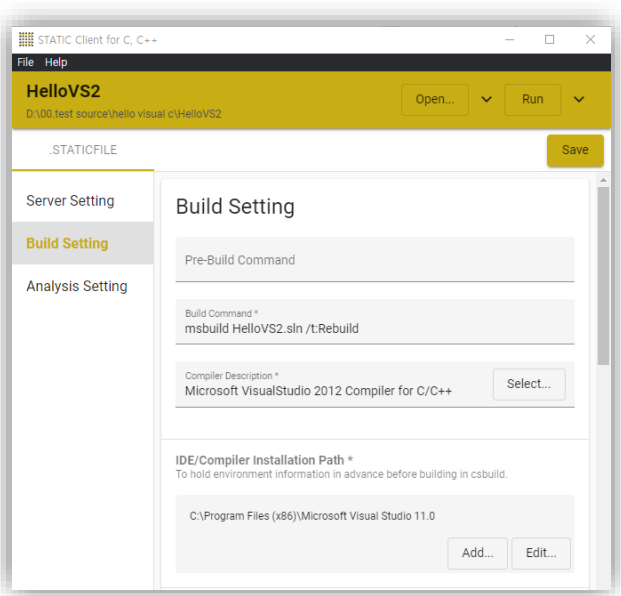 STATIC Client for C, C++
File Help
HelloVS2
D:\00.test source\hello visual c\HelloVS2
Open...
Run
.STATICFILE
Save
Server Setting
Build Setting
Analysis Setting
Build Setting
Pre-Build Command
Build Command *
msbuild HelloVS2.sln /t:Rebuild
Compiler Description *
Microsoft VisualStudio 2012 Compiler for C/C++
Select...
IDE/Compiler Installation Path *
To hold environment information in advance before building in csbuild.
C:\Program Files (x86)\Microsoft Visual Studio 11.0
Add...
Edit...